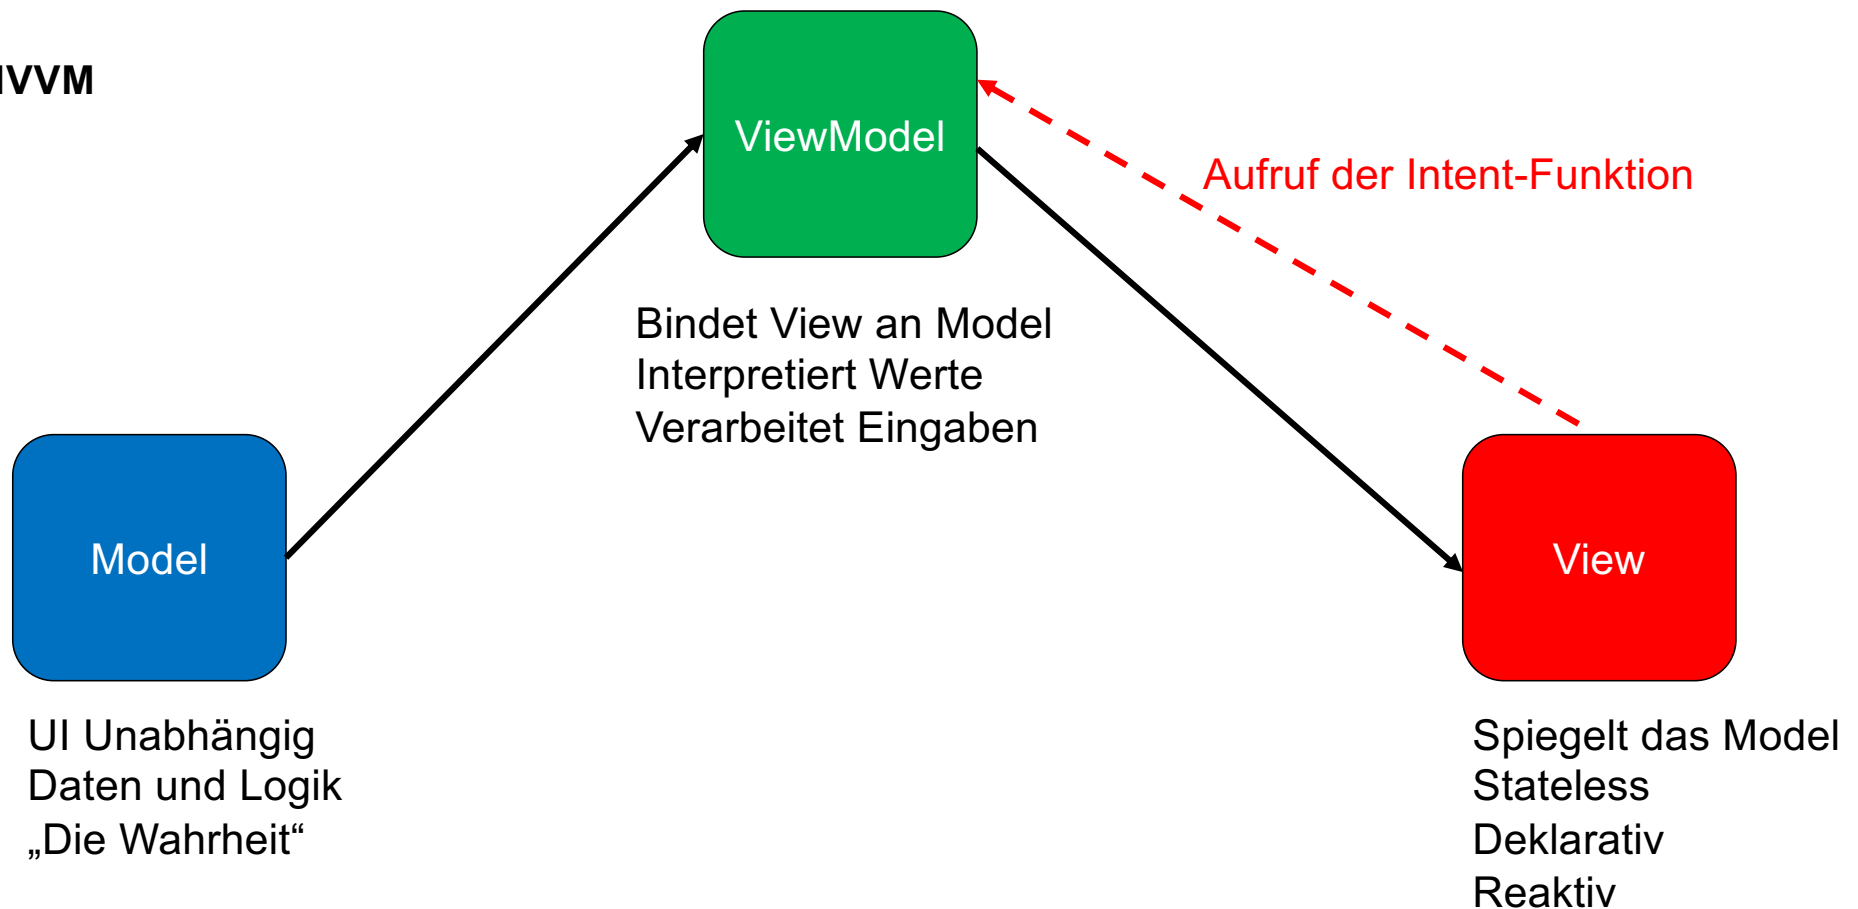 MVVM
ViewModel
Aufruf der Intent-Funktion
Bindet View an Model
Interpretiert Werte
Verarbeitet Eingaben
Model
View
UI Unabhängig
Daten und Logik
„Die Wahrheit“
Spiegelt das Model
Stateless
Deklarativ
Reaktiv